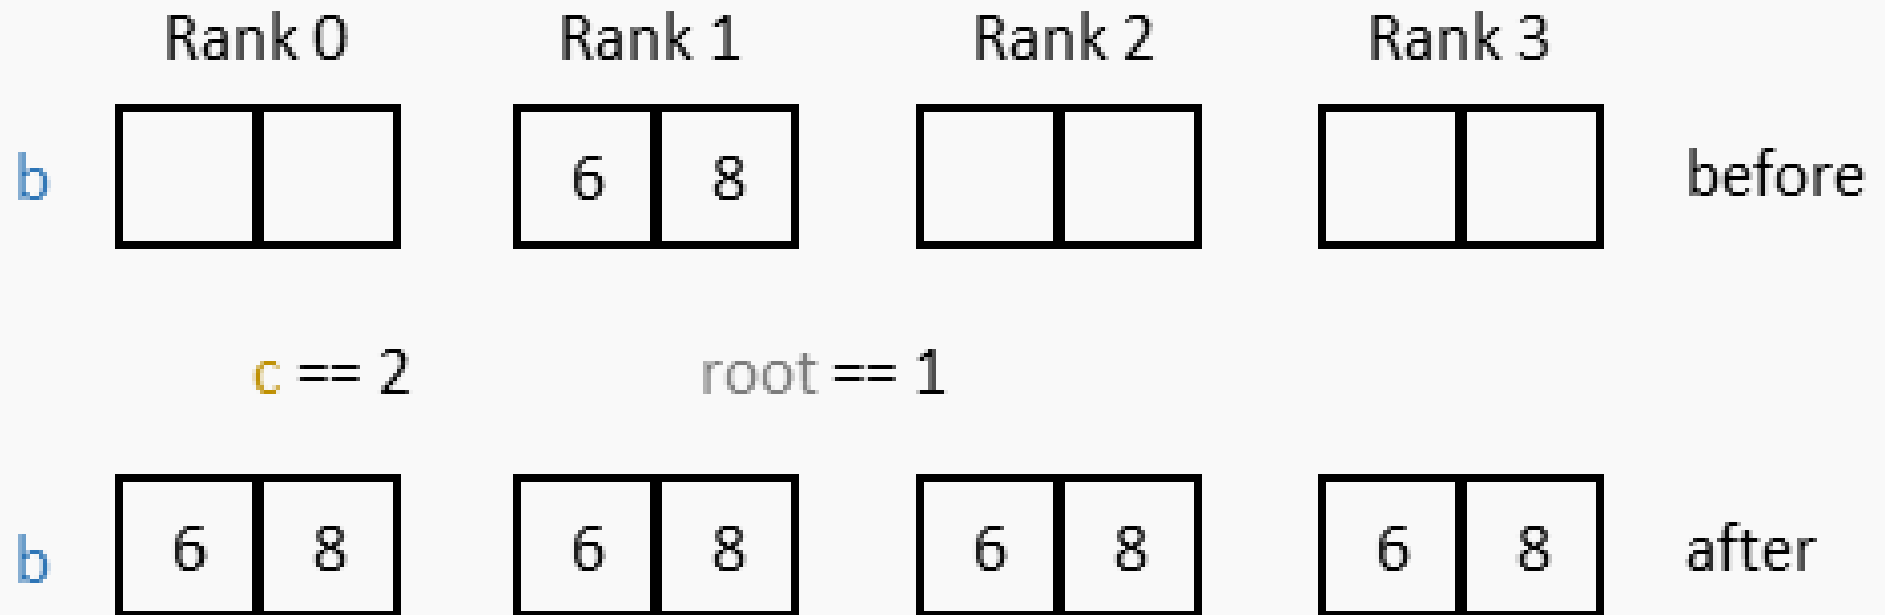 Rank 0 Rank 1 Rank 2 Rank 3
b 6 8 before
c == 2 root == 1
b 6 8 6 8 6 8 6 8 after